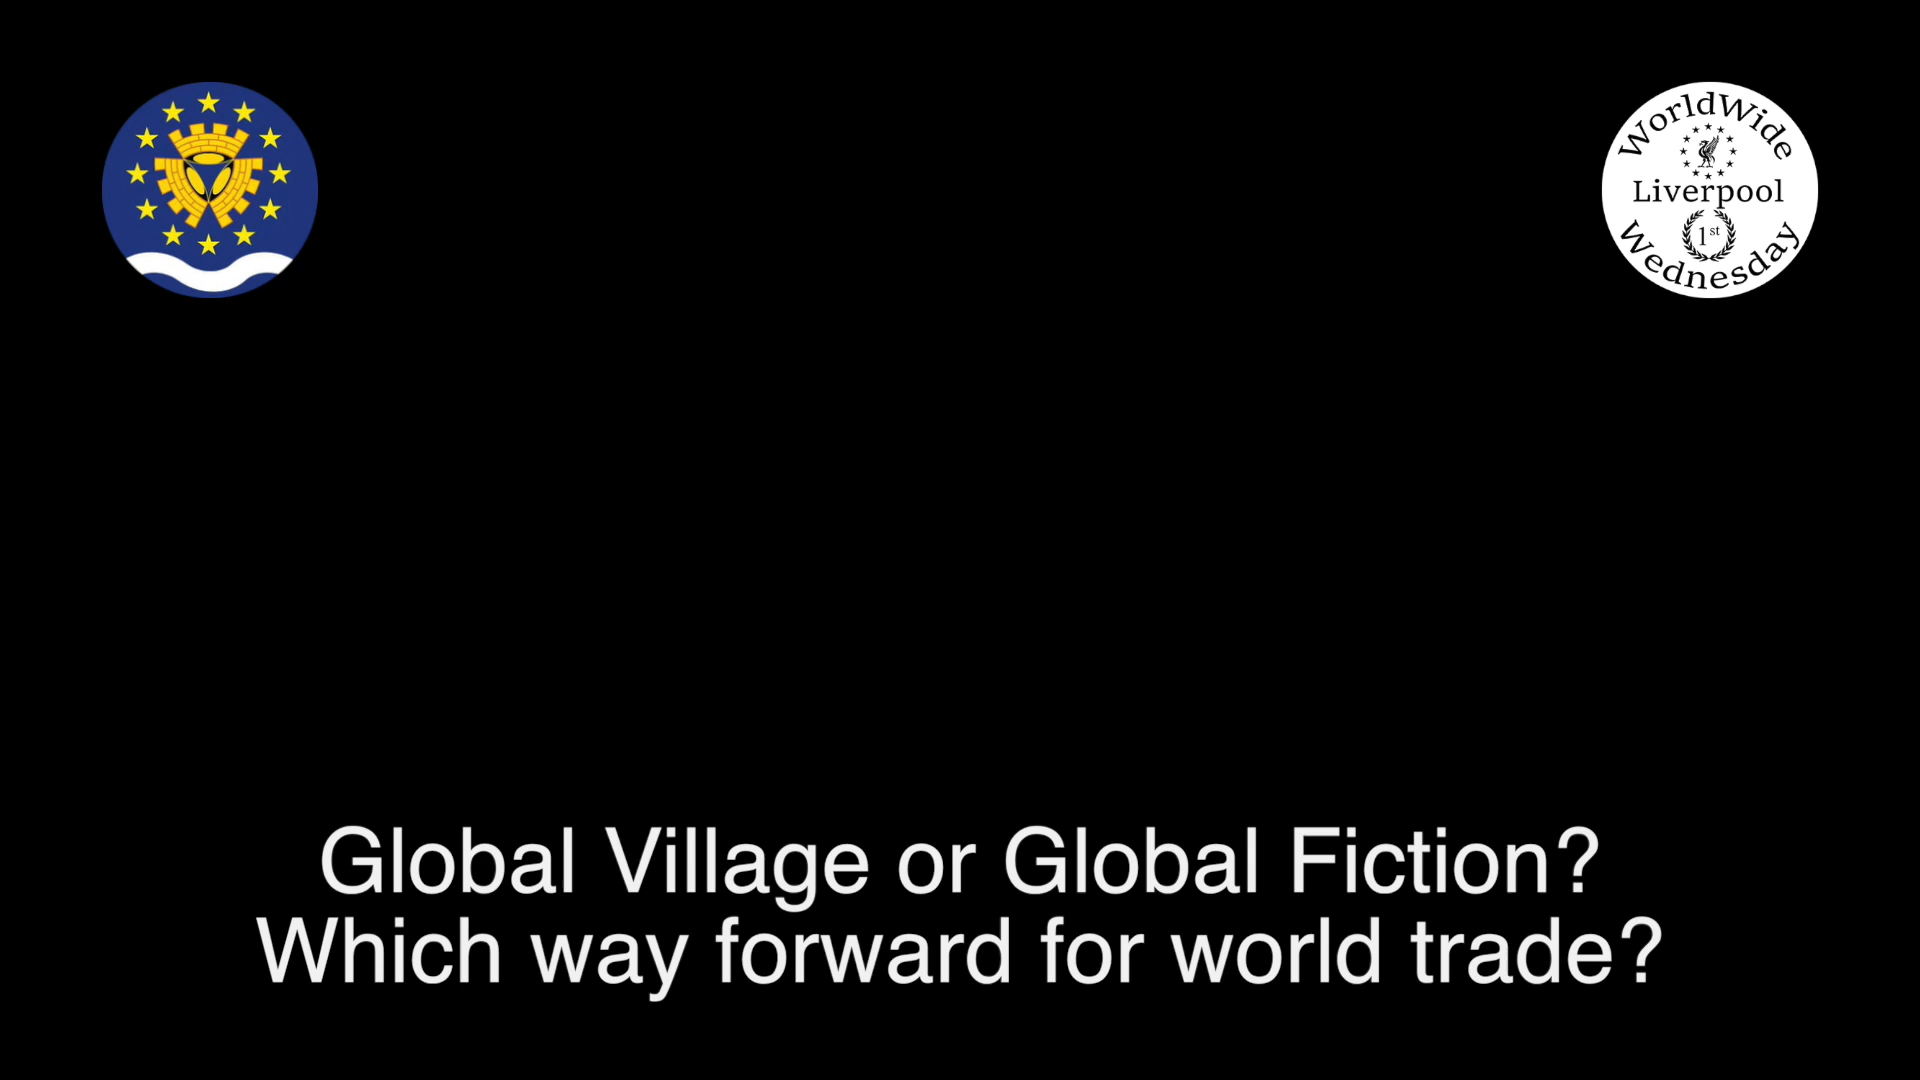 WorldWide
Liverpool
1st
Wednesday
Global Village or Global Fiction?
Which way forward for world trade?